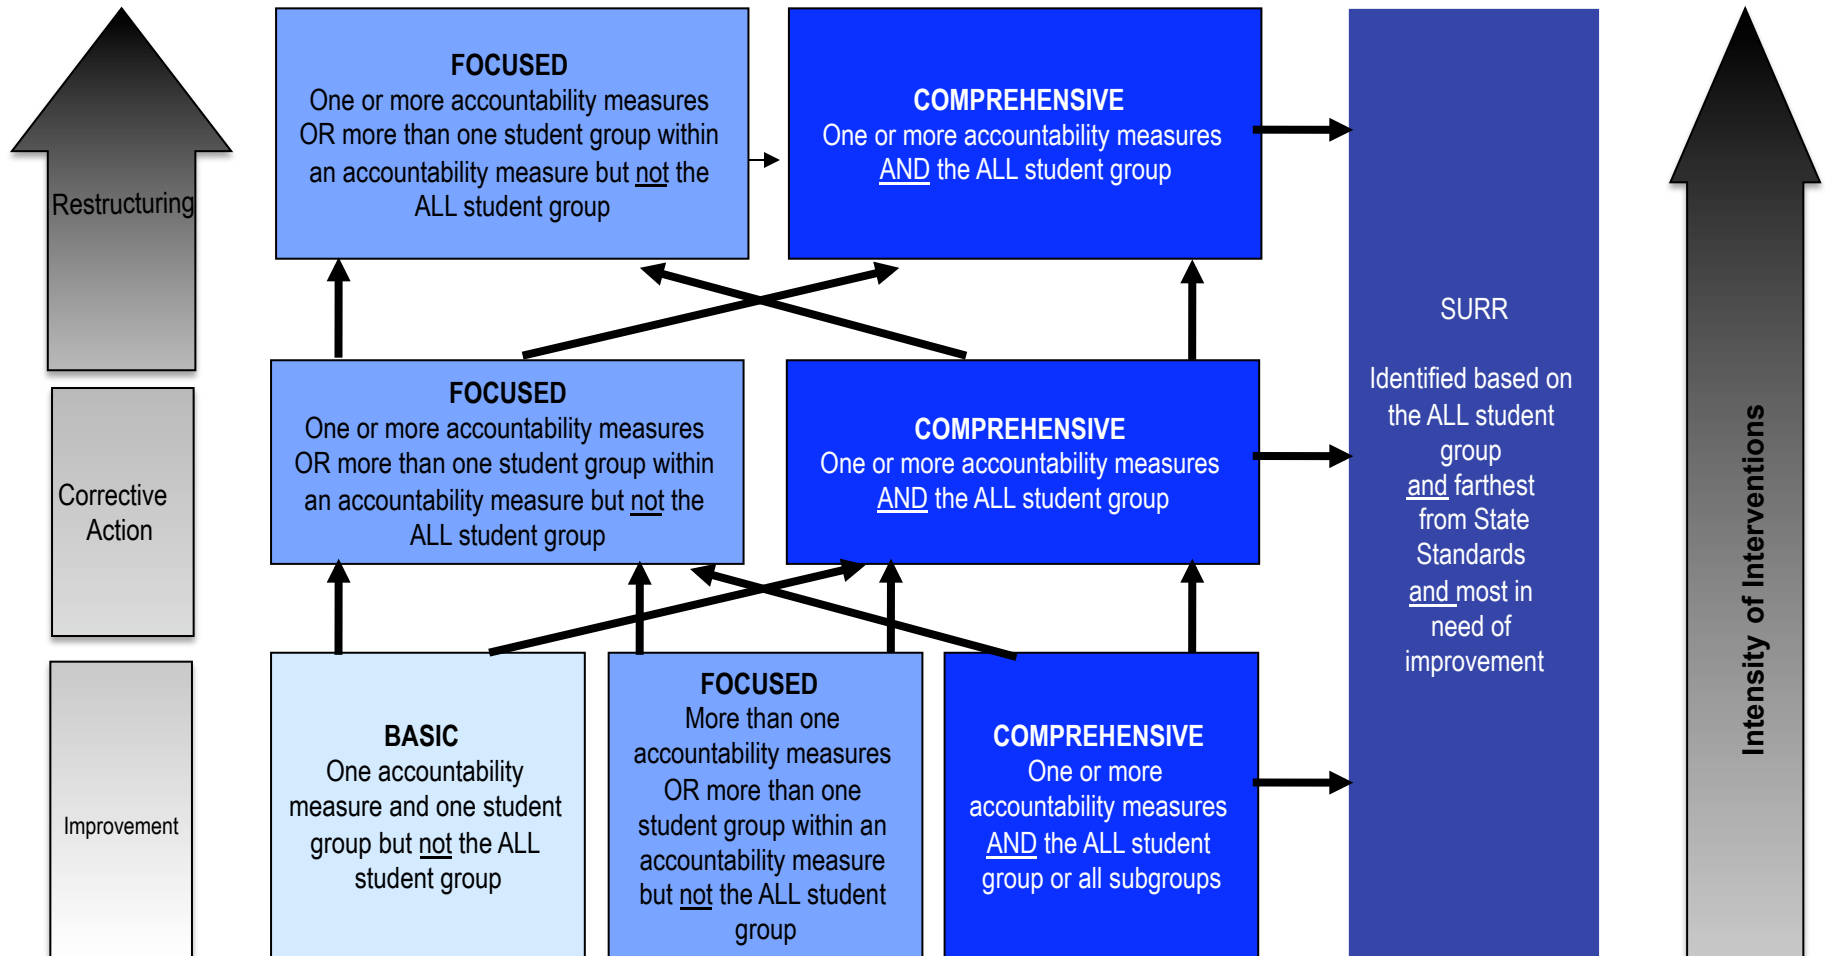 Restructuring
FOCUSED
One or more accountability measures
OR more than one student group within
an accountability measure but not the
ALL student group
COMPREHENSIVE
One or more accountability measures
AND the ALL student group
Corrective
Action
FOCUSED
One or more accountability measures
OR more than one student group within
an accountability measure but not the
ALL student group
COMPREHENSIVE
One or more accountability measures
AND the ALL student group
Improvement
BASIC
One accountability
measure and one student
group but not the ALL
student group
FOCUSED
More than one
accountability measures
OR more than one
student group within an
accountability measure
but not the ALL student
group
COMPREHENSIVE
One or more
accountability measures
AND the ALL student
group or all subgroups
SURR
Identified based on
the ALL student
group
and farthest
from State
Standards
and most in
need of
improvement
Intensity of Interventions